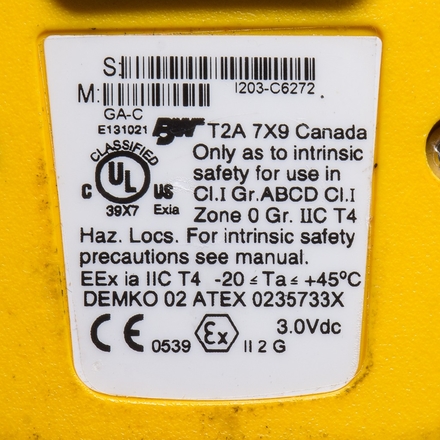 S:
M: I203-C6272
GA-C
E131021 BW T2A 7X9 Canada
CLASSIFIED
C UL US
39X7 Exia
Only as to intrinsic
safety for use in
Cl.I Gr.ABCD Cl.I
Zone 0 Gr. IIC T4
Haz. Locs. For intrinsic safety
precautions see manual.
EEx ia IIC T4 -20 ≤ Ta ≤ +45ºC
DEMKO 02 ATEX 0235733X
CE 0539 Ex II 2 G 3.0Vdc